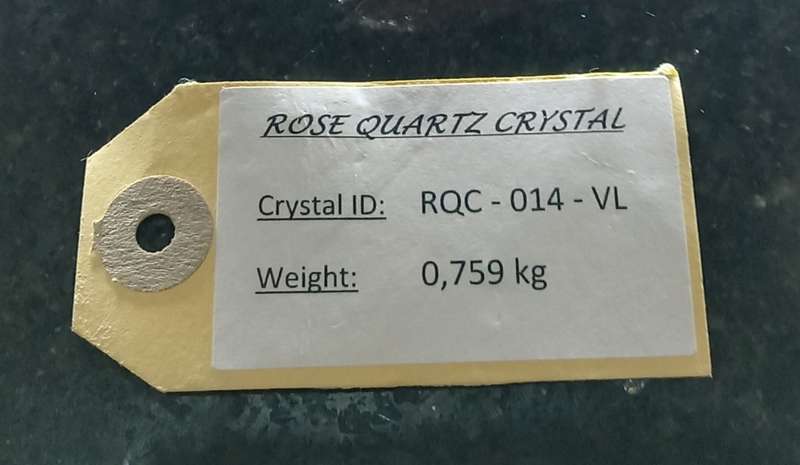 ROSE QUARTZ CRYSTAL
Crystal ID: RQC - 014 - VL
Weight: 0,759 kg